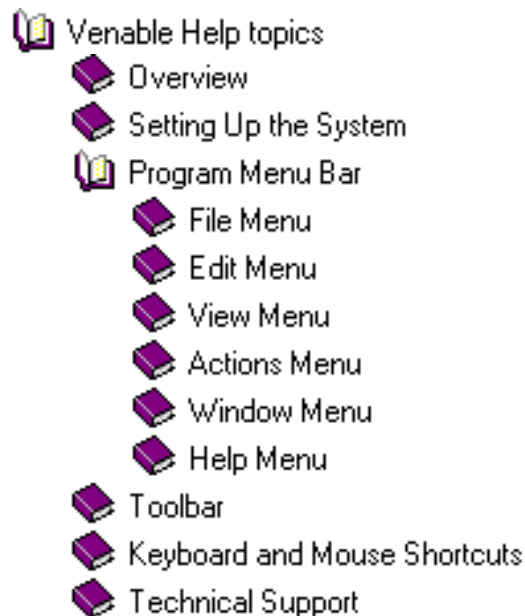 Venable Help topics
Overview
Setting Up the System
Program Menu Bar
File Menu
Edit Menu
View Menu
Actions Menu
Window Menu
Help Menu
Toolbar
Keyboard and Mouse Shortcuts
Technical Support